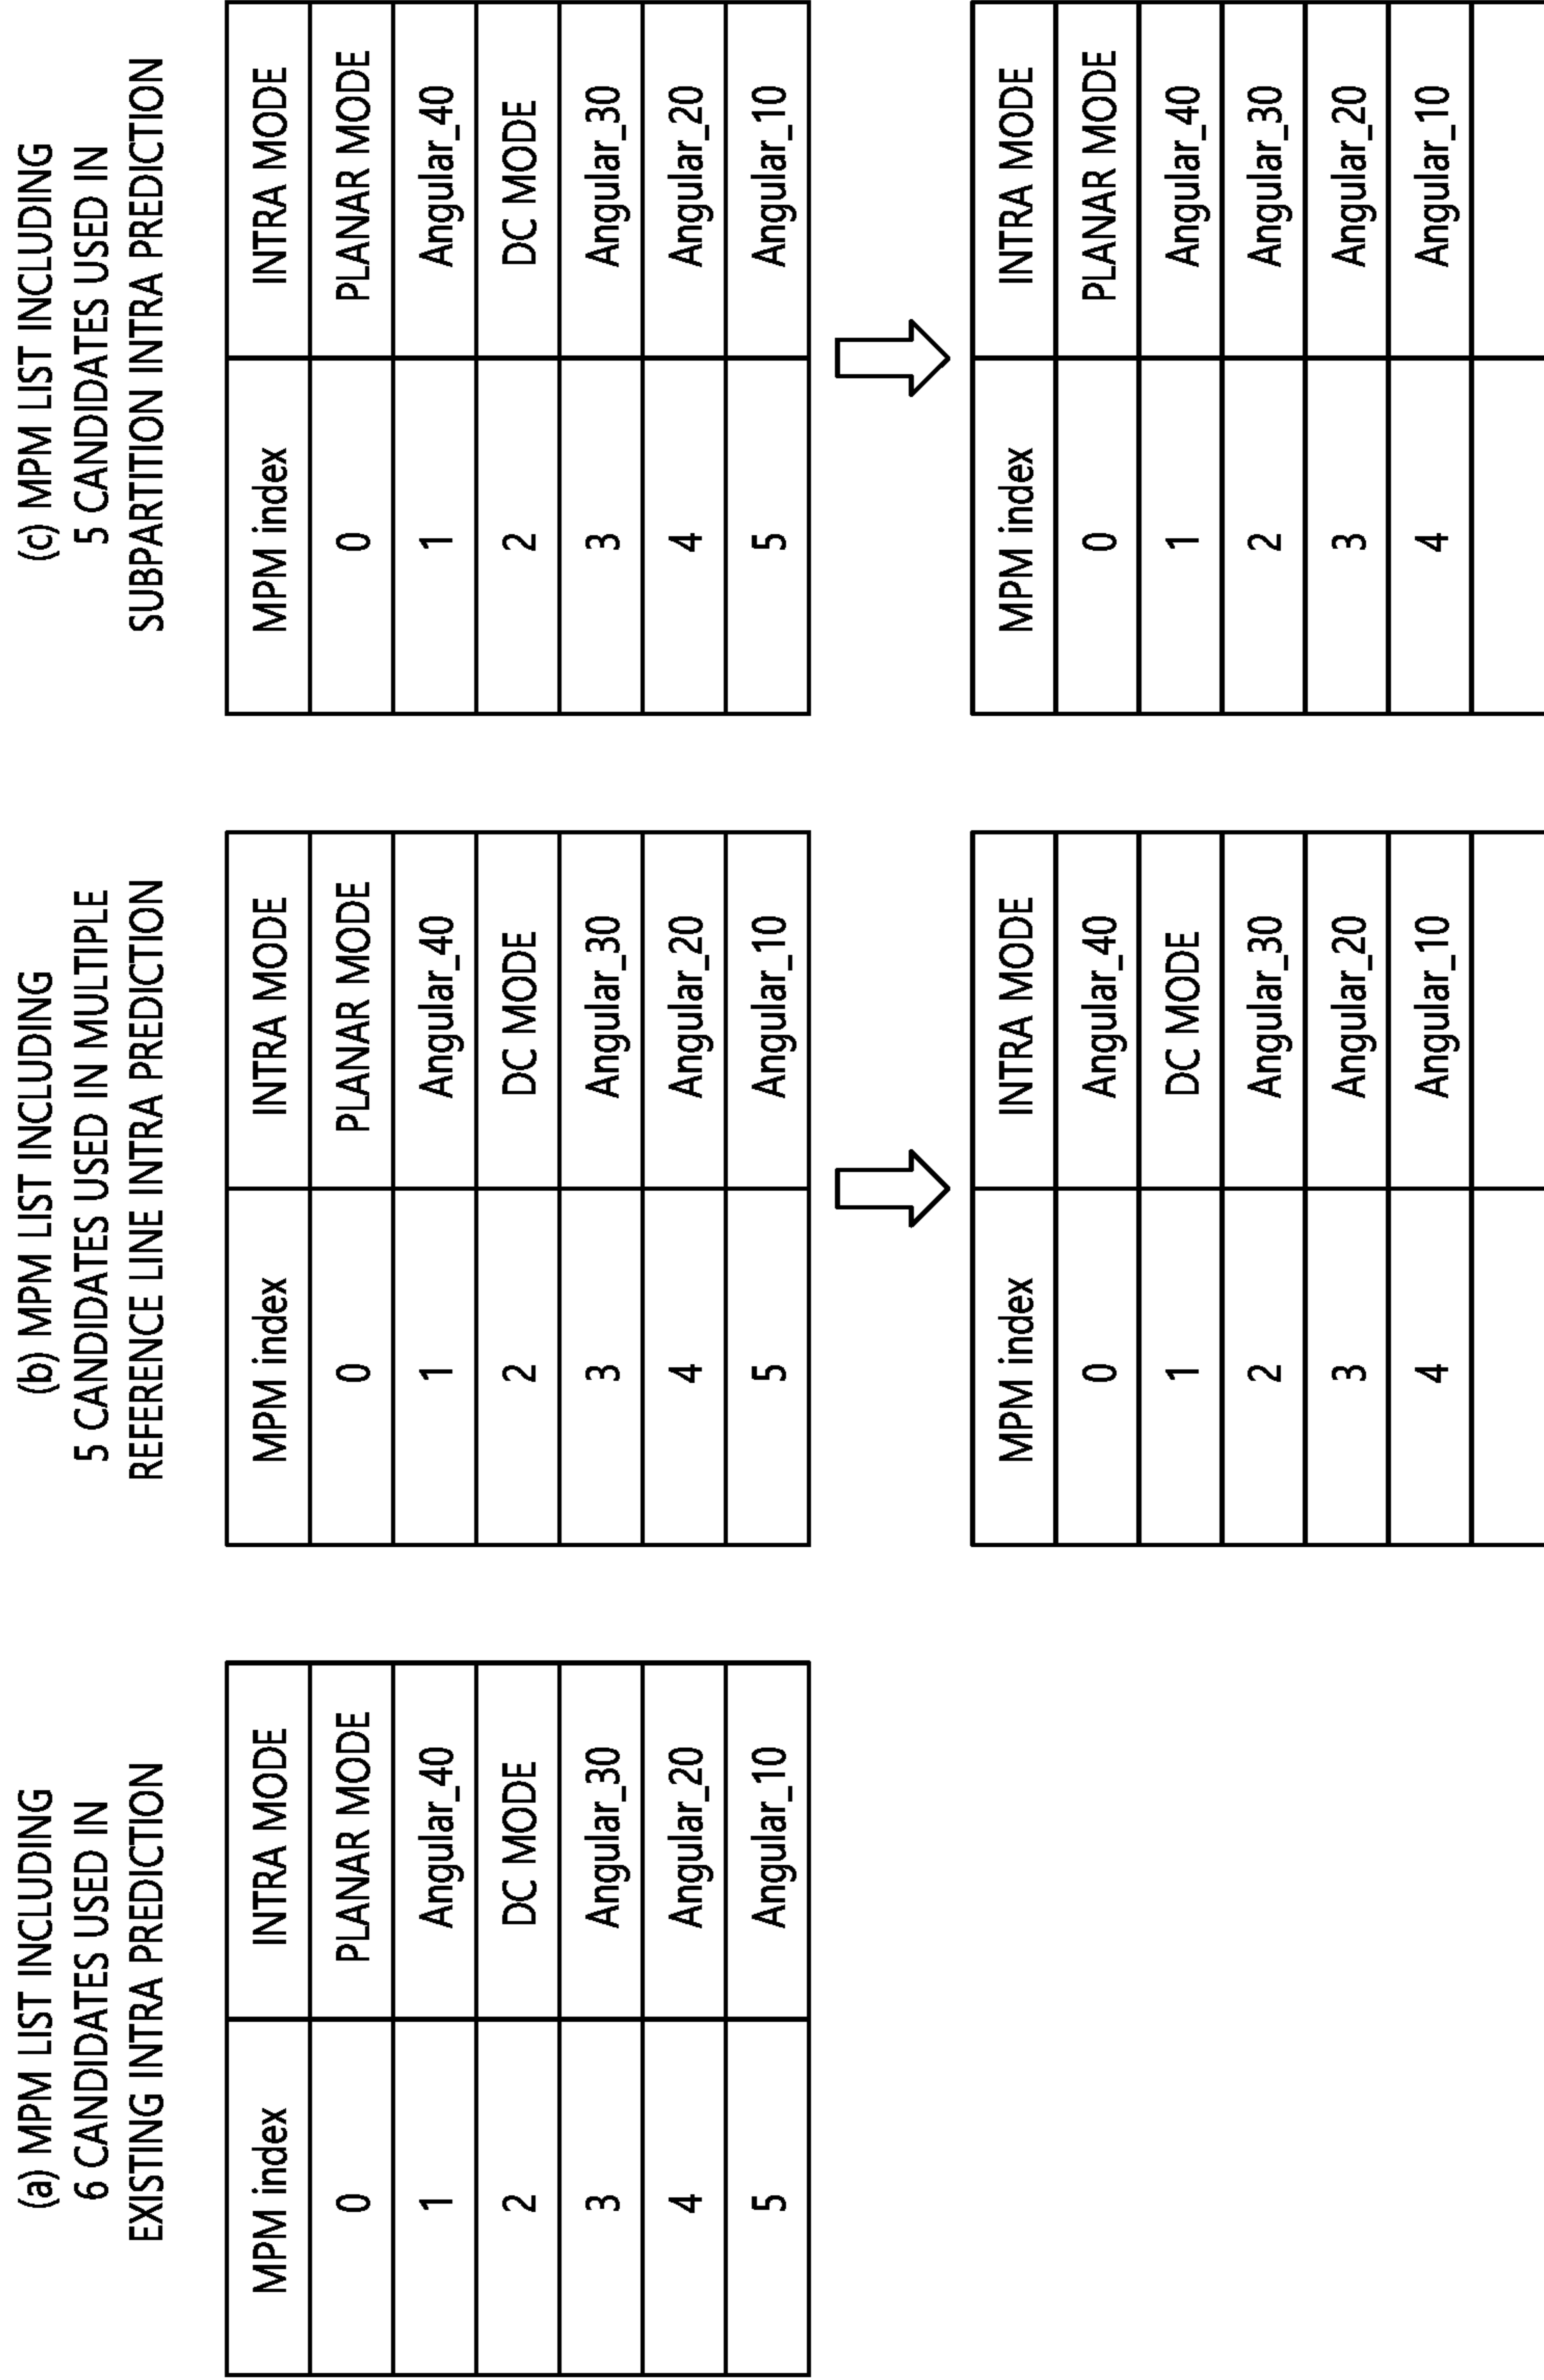 (a) MPM LIST INCLUDING
6 CANDIDATES USED IN
EXISTING INTRA PREDICTION
MPM index INTRA MODE
0 PLANAR MODE
1 Angular_40
2 DC MODE
3 Angular_30
4 Angular_20
5 Angular_10
(b) MPM LIST INCLUDING
5 CANDIDATES USED IN MULTIPLE
REFERENCE LINE INTRA PREDICTION
MPM index INTRA MODE
0 PLANAR MODE
1 Angular_40
2 DC MODE
3 Angular_30
4 Angular_20
5 Angular_10
MPM index INTRA MODE
0 Angular_40
1 DC MODE
2 Angular_30
3 Angular_20
4 Angular_10
(c) MPM LIST INCLUDING
5 CANDIDATES USED IN
SUBPARTITION INTRA PREDICTION
MPM index INTRA MODE
0 PLANAR MODE
1 Angular_40
2 DC MODE
3 Angular_30
4 Angular_20
5 Angular_10
MPM index INTRA MODE
0 PLANAR MODE
1 Angular_40
2 Angular_30
3 Angular_20
4 Angular_10